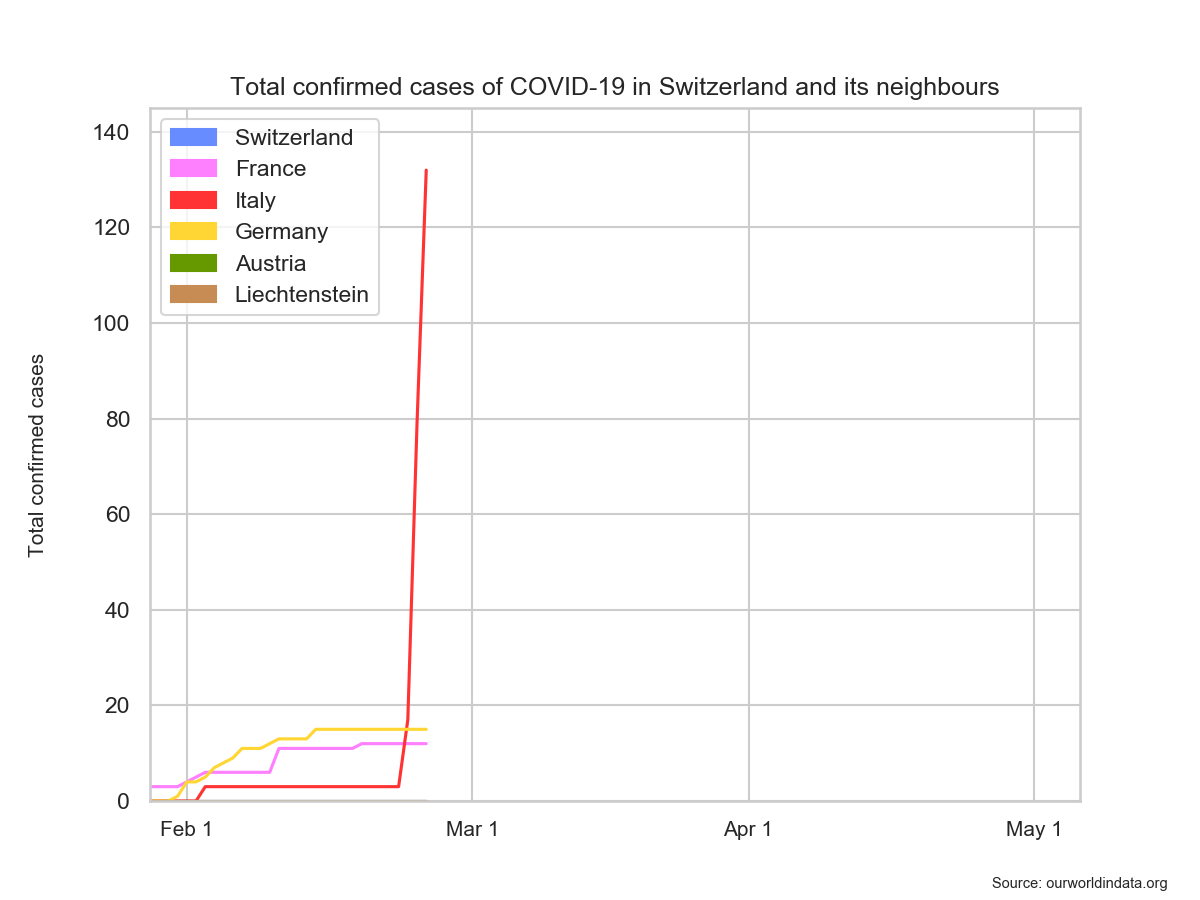 Total confirmed cases of COVID-19 in Switzerland and its neighbours
140
120
100
80
60
40
20
0
Total confirmed cases
Switzerland
France
Italy
Germany
Austria
Liechtenstein
Feb 1
Mar 1
Apr 1
May 1
Source: ourworldindata.org